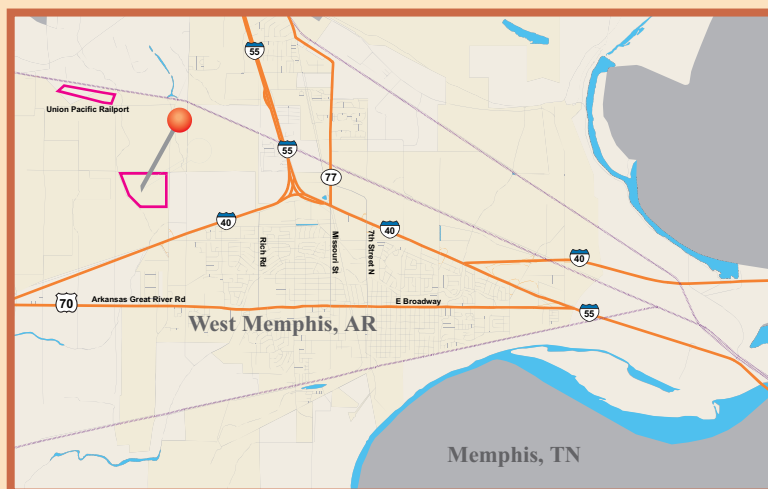 55
Union Pacific Railport
55
77
40
40
Rich Rd
Missouri St
7th Street N
40
70
Arkansas Great River Rd
E Broadway
55
West Memphis, AR
Memphis, TN